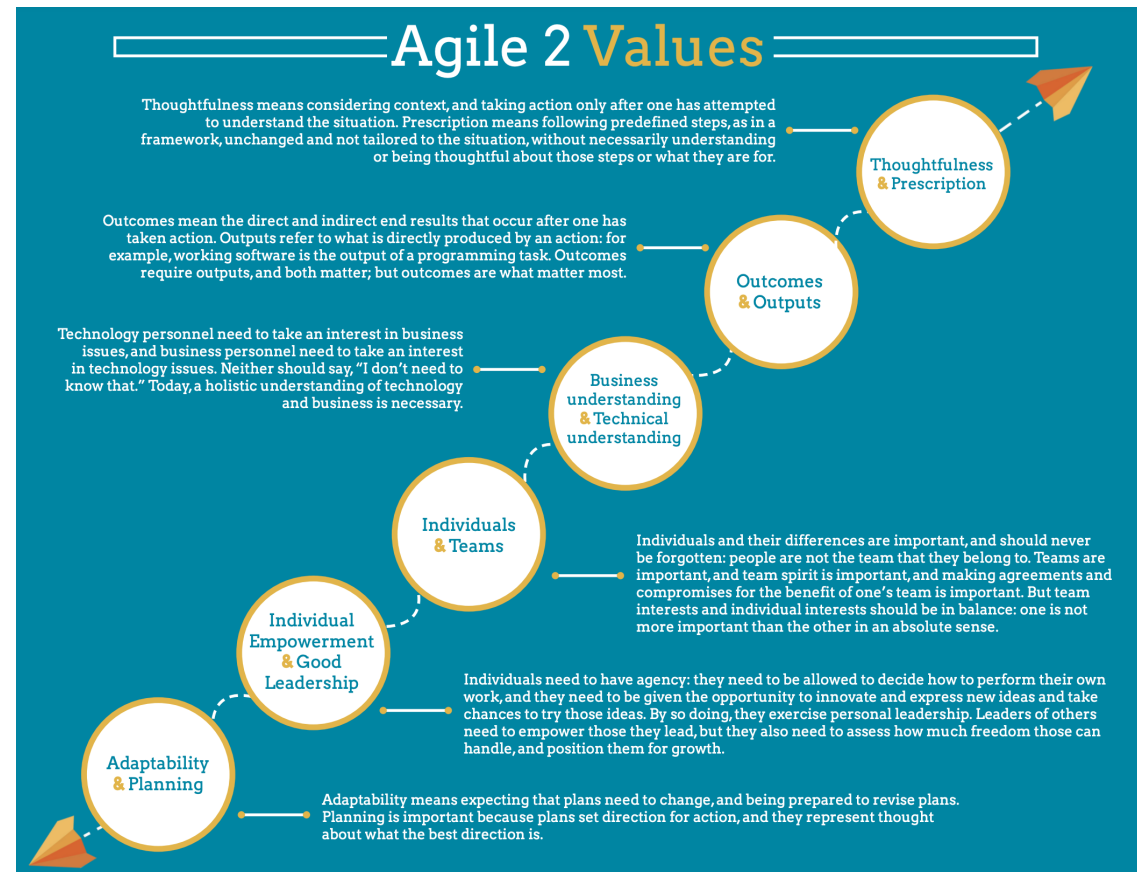 Agile 2 Values
Thoughtfulness means considering context, and taking action only after one has attempted
to understand the situation. Prescription means following predefined steps, as in a
framework, unchanged and not tailored to the situation, without necessarily understanding
or being thoughtful about those steps or what they are for.
Thoughtfulness
& Prescription
Outcomes mean the direct and indirect end results that occur after one has
taken action. Outputs refer to what is directly produced by an action: for
example, working software is the output of a programming task. Outcomes
require outputs, and both matter; but outcomes are what matter most.
Outcomes
& Outputs
Technology personnel need to take an interest in business
issues, and business personnel need to take an interest
in technology issues. Neither should say, “I don’t need to
know that.” Today, a holistic understanding of technology
and business is necessary.
Business
understanding
& Technical
understanding
Individuals
& Teams
Individuals and their differences are important, and should never
be forgotten: people are not the team that they belong to. Teams are
important, and team spirit is important, and making agreements and
compromises for the benefit of one’s team is important. But team
interests and individual interests should be in balance: one is not
more important than the other in an absolute sense.
Individual
Empowerment
& Good
Leadership
Individuals need to have agency: they need to be allowed to decide how to perform their own
work, and they need to be given the opportunity to innovate and express new ideas and take
chances to try those ideas. By so doing, they exercise personal leadership. Leaders of others
need to empower those they lead, but they also need to assess how much freedom those can
handle, and position them for growth.
Adaptability
& Planning
Adaptability means expecting that plans need to change, and being prepared to revise plans.
Planning is important because plans set direction for action, and they represent thought
about what the best direction is.